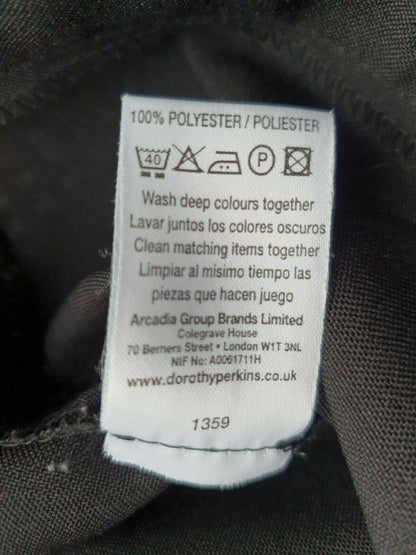 100% POLYESTER / POLIESTER
40 P
Wash deep colours together
Lavar juntos los colores oscuros
Clean matching items together
Limpiar al misimo tiempo las
piezas que hacen juego
Arcadia Group Brands Limited
Colegrave House
70 Berners Street • London W1T 3NL
NIF No: A0061711H
www.dorothyperkins.co.uk
1359